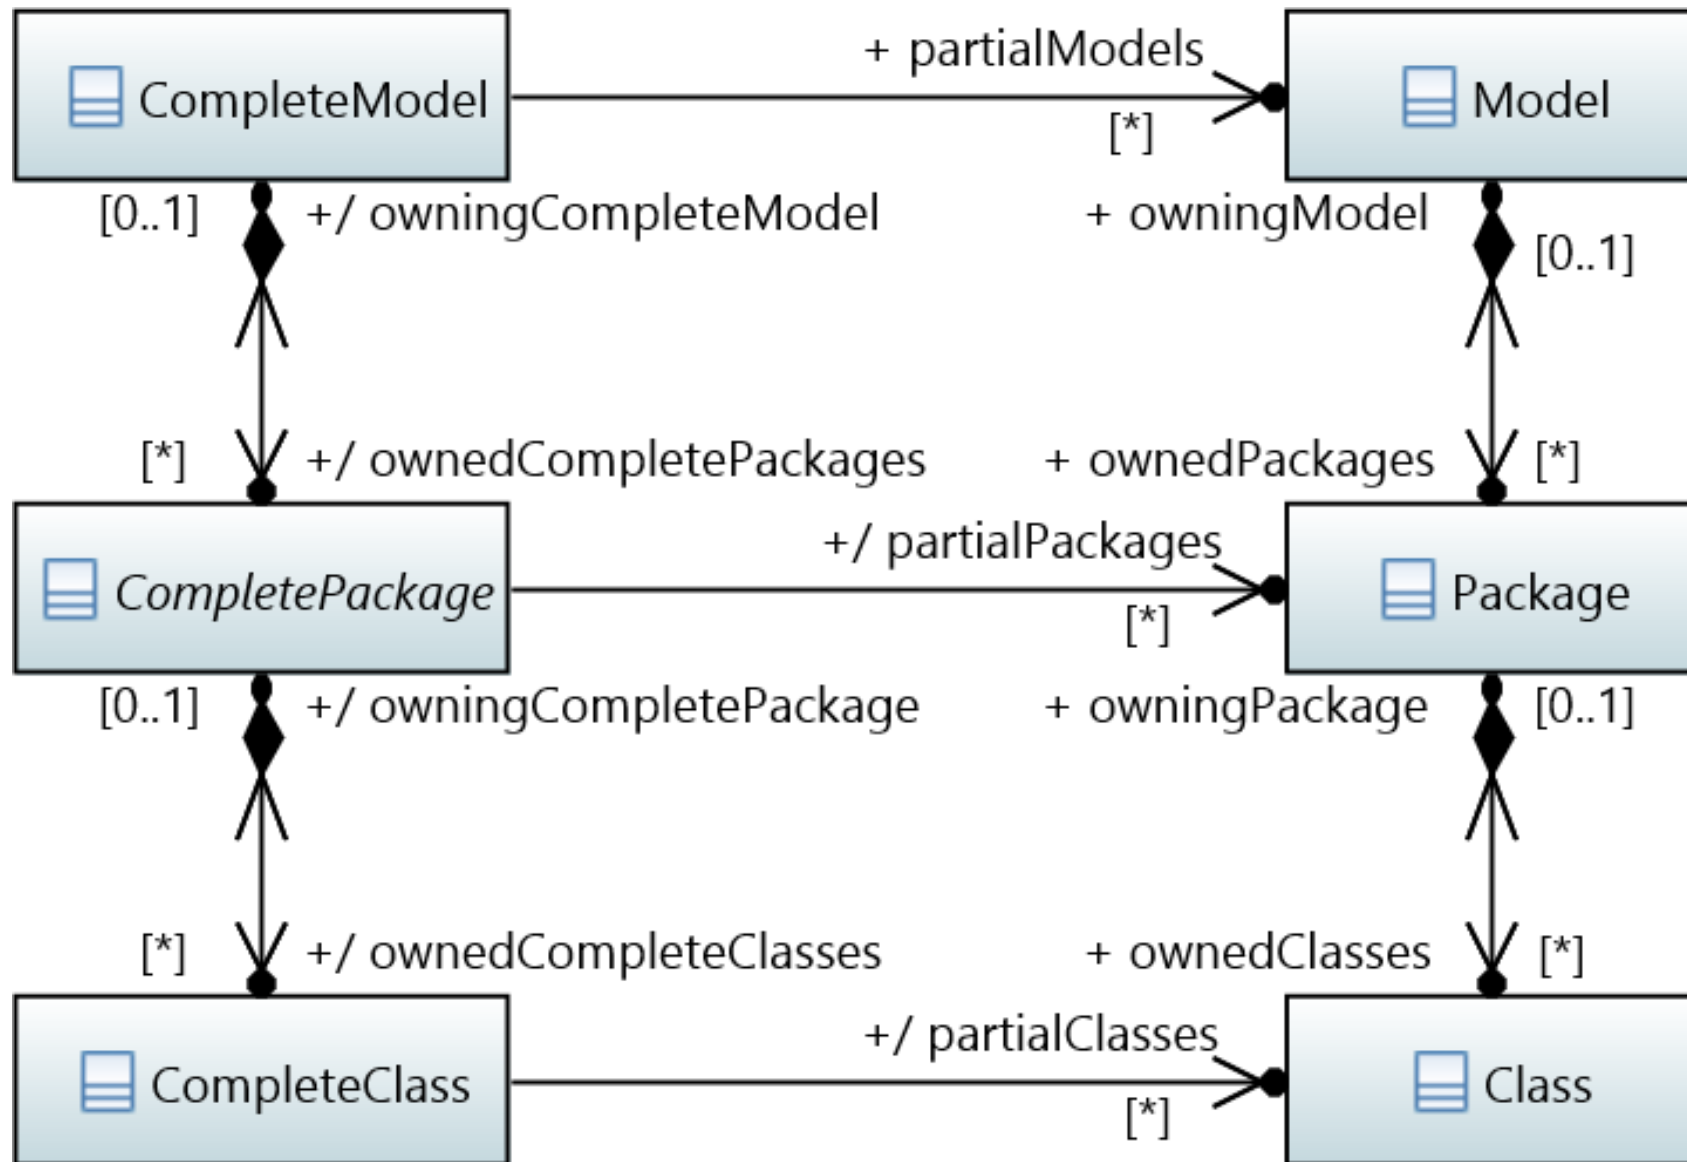 + partialModels
CompleteModel
Model
[*]
[0..1]
+/ owningCompleteModel
+ owningModel
[0..1]
[*]
+/ ownedCompletePackages
+ ownedPackages
[*]
+/ partialPackages
CompletePackage
Package
[*]
[0..1]
+/ owningCompletePackage
+ owningPackage
[0..1]
[*]
+/ ownedCompleteClasses
+ ownedClasses
[*]
+/ partialClasses
CompleteClass
Class
[*]